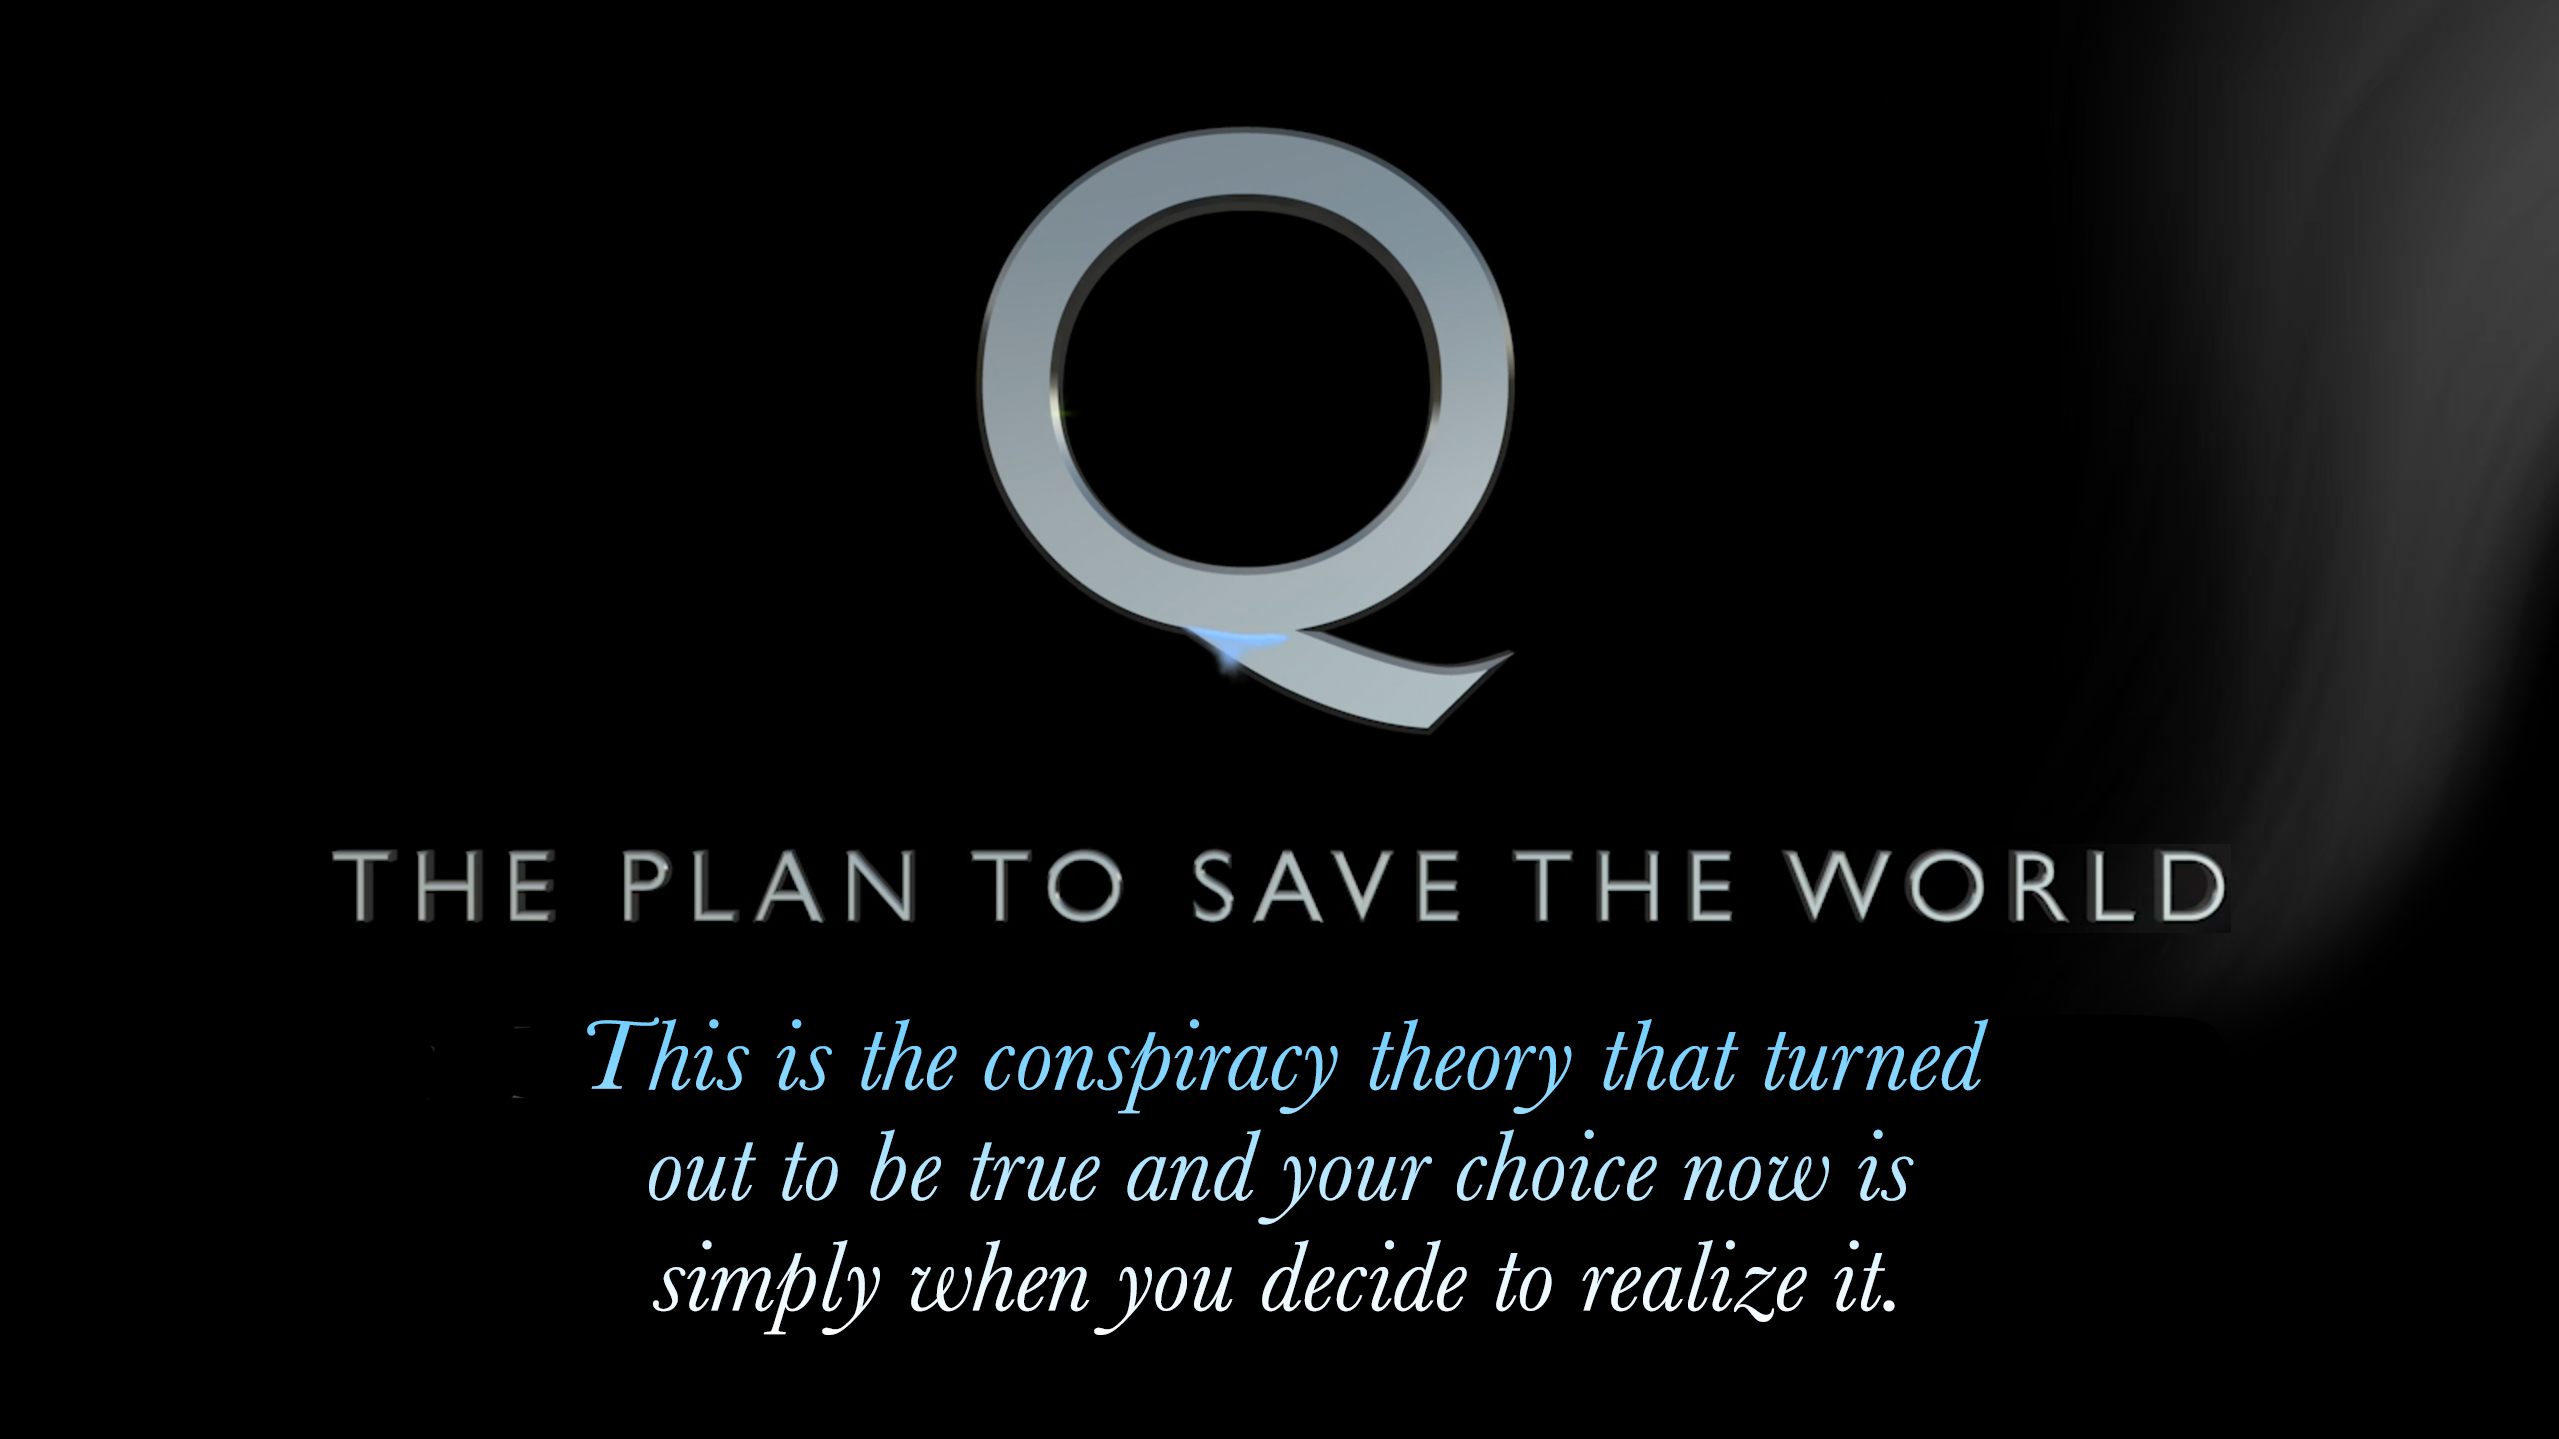 Q
THE PLAN TO SAVE THE WORLD
This is the conspiracy theory that turned
out to be true and your choice now is
simply when you decide to realize it.